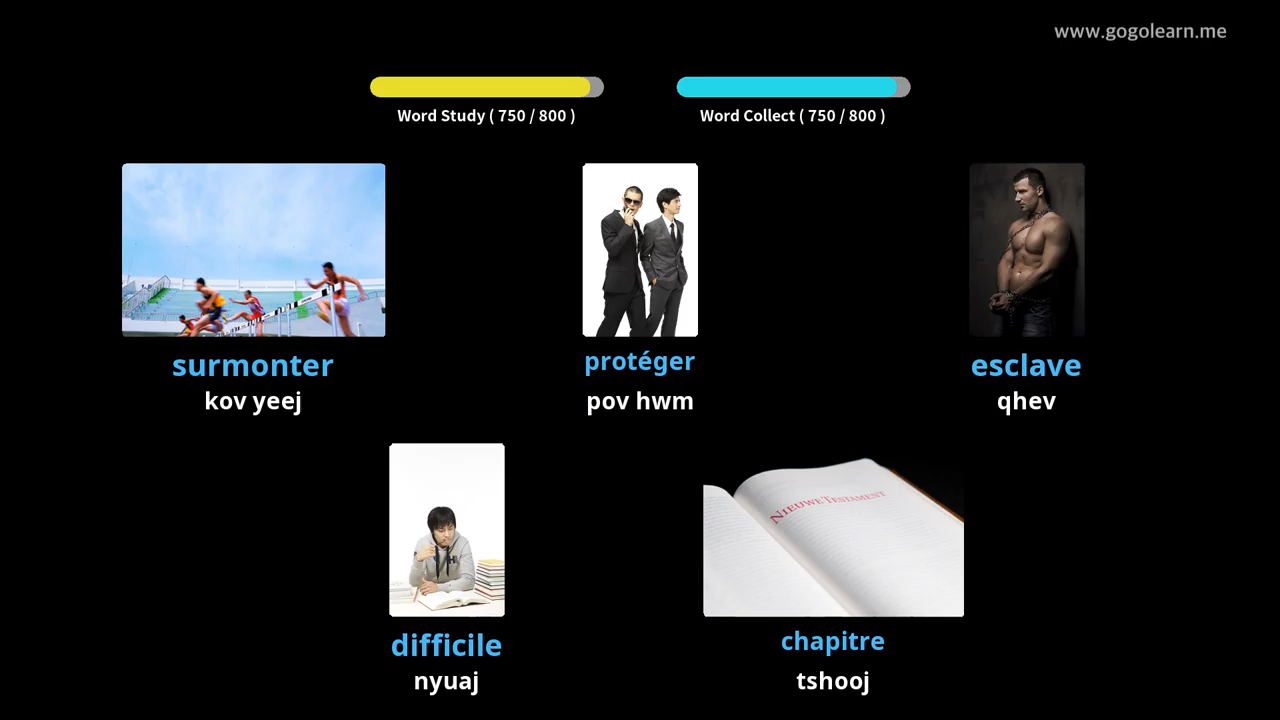 www.gogolearn.me
Word Study ( 750 / 800 )
Word Collect ( 750 / 800 )
surmonter
kov yeej
protéger
pov hwm
esclave
qhev
NIEUWE TESTAMENT
difficile
nyuaj
chapitre
tshooj